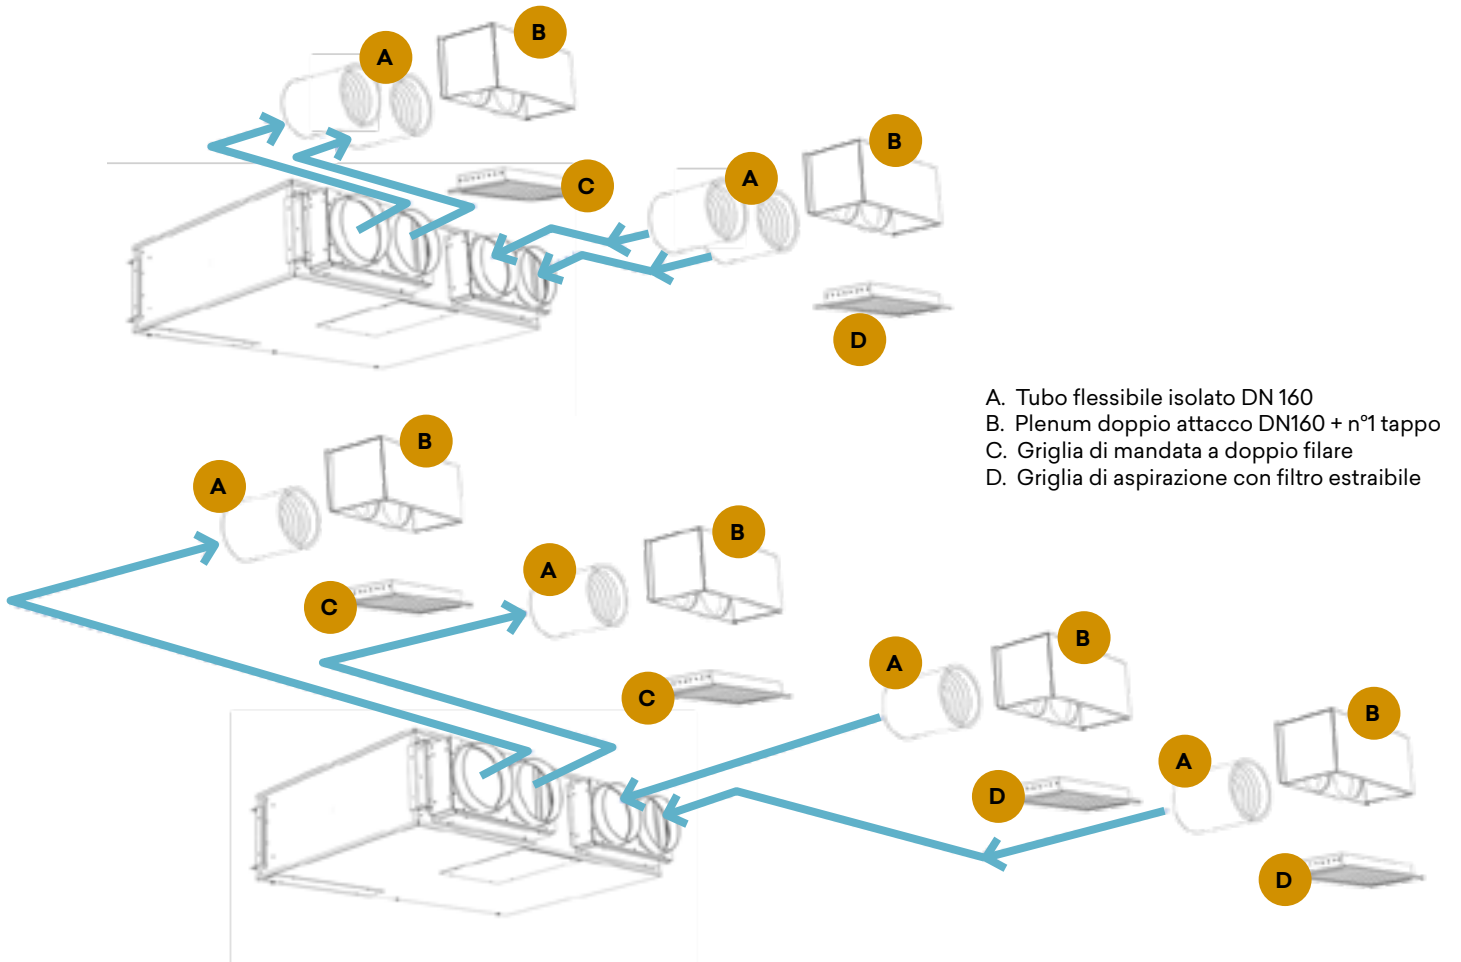 B
A
B
A
C
D
A. Tubo flessibile isolato DN 160
B. Plenum doppio attacco DN160 + n°1 tappo
C. Griglia di mandata a doppio filare
D. Griglia di aspirazione con filtro estraibile
B
A
B
A
C
B
A
C
B
A
D
D